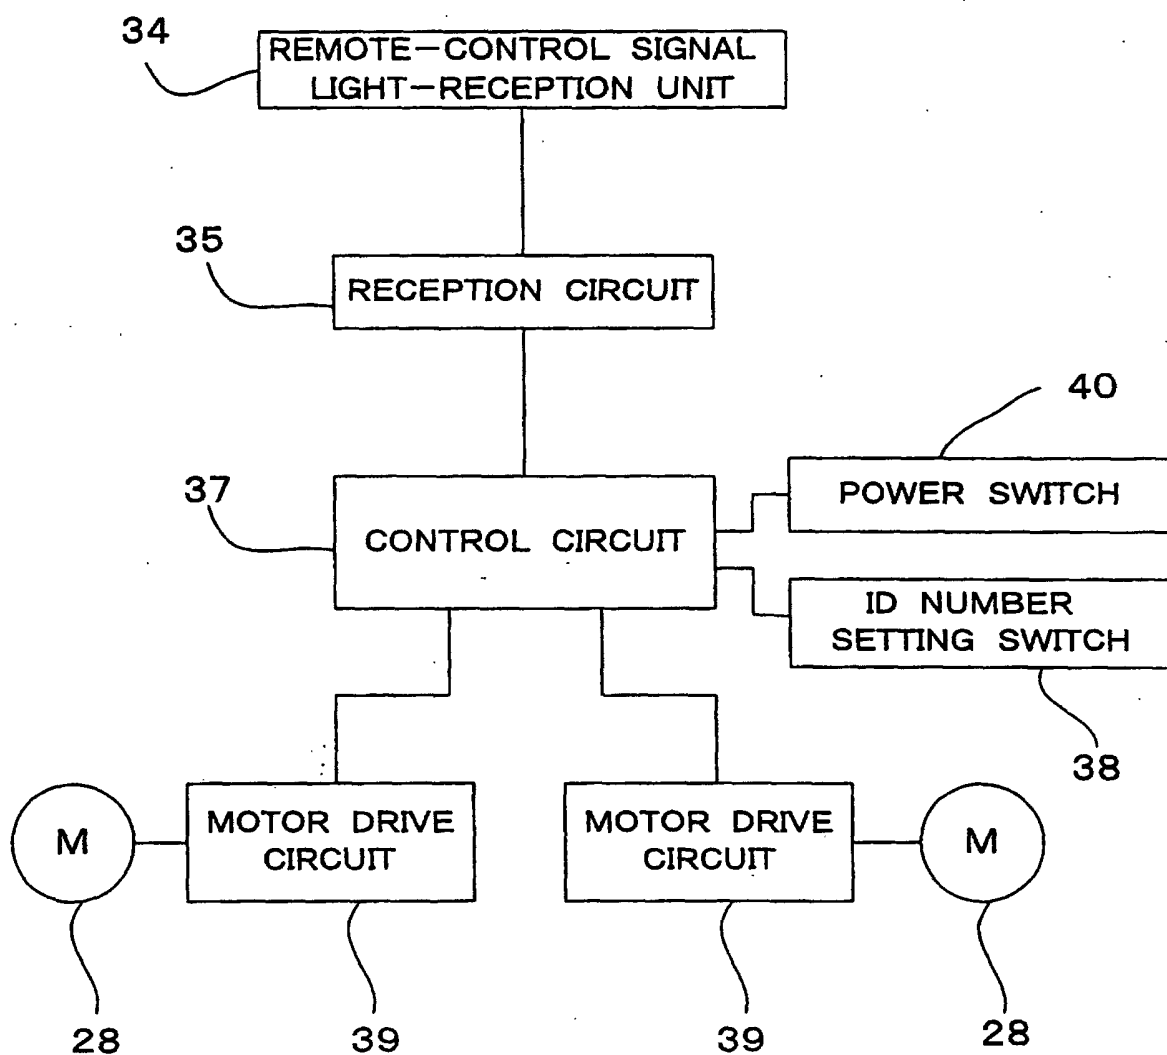 34
REMOTE-CONTROL SIGNAL
LIGHT-RECEPTION UNIT
35
RECEPTION CIRCUIT
40
37
POWER SWITCH
CONTROL CIRCUIT
ID NUMBER
SETTING SWITCH
38
M
MOTOR DRIVE
CIRCUIT
MOTOR DRIVE
CIRCUIT
M
28
39
39
28